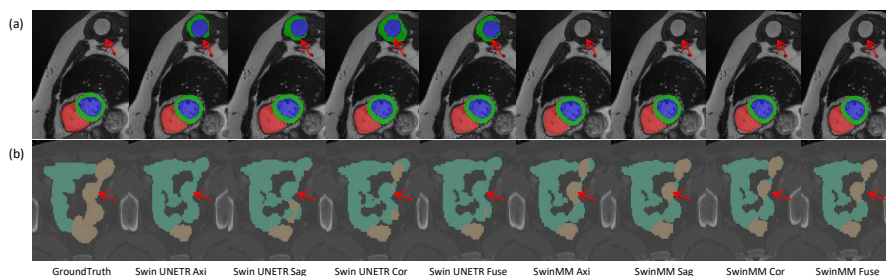 (a)
(b)
GroundTruth Swin UNETR Axi Swin UNETR Sag Swin UNETR Cor Swin UNETR Fuse SwinMM Axi SwinMM Sag SwinMM Cor SwinMM Fuse